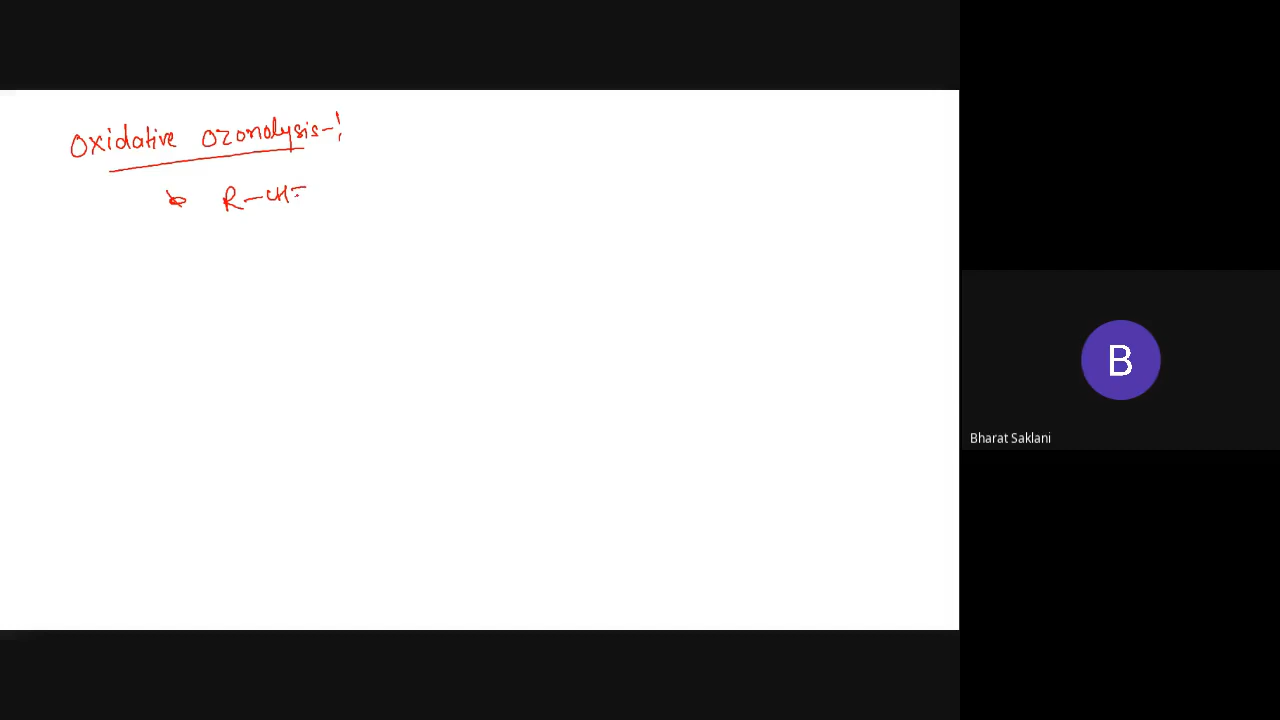 Oxidative ozonolysis-!
R-CH=
B
Bharat Saklani